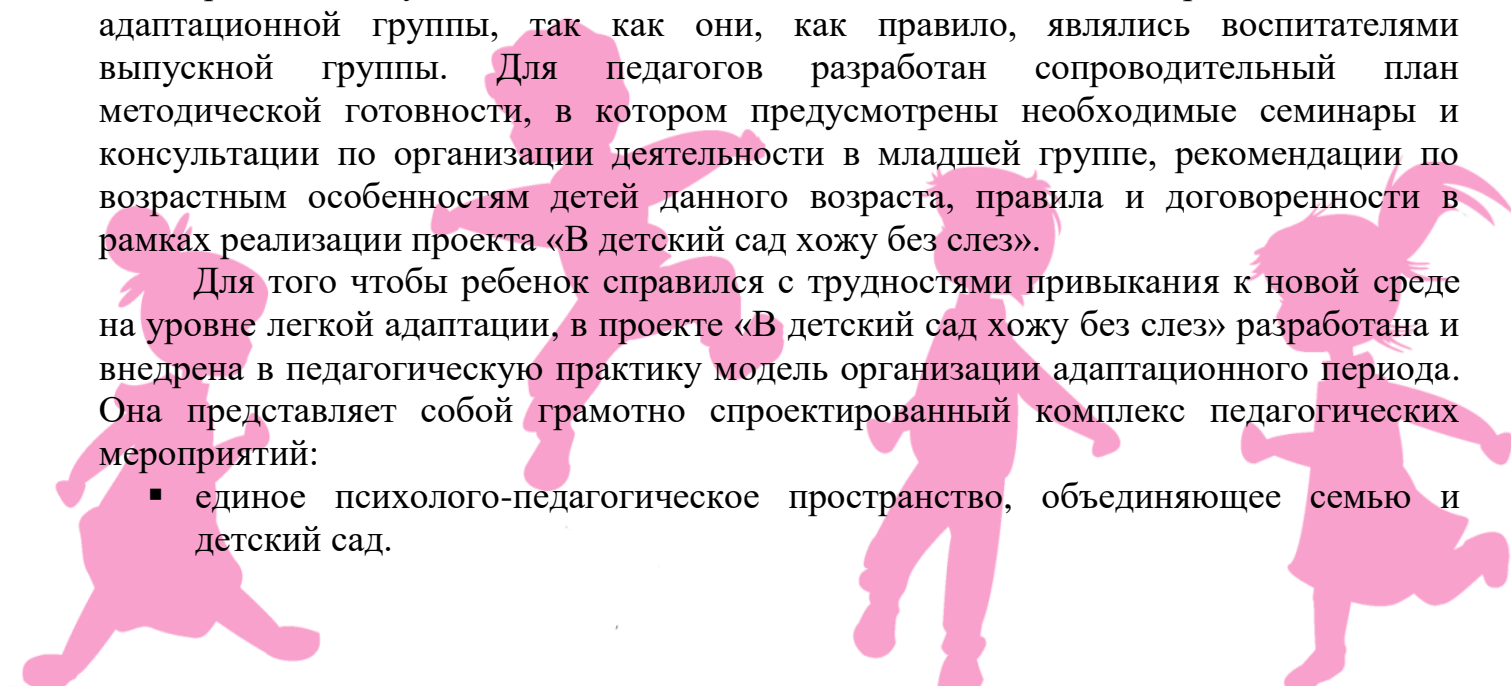 адаптационной группы, так как они, как правило, являлись воспитателями
выпускной группы. Для педагогов разработан сопроводительный план
методической готовности, в котором предусмотрены необходимые семинары и
консультации по организации деятельности в младшей группе, рекомендации по
возрастным особенностям детей данного возраста, правила и договоренности в
рамках реализации проекта «В детский сад хожу без слез».
Для того чтобы ребенок справился с трудностями привыкания к новой среде
на уровне легкой адаптации, в проекте «В детский сад хожу без слез» разработана и
внедрена в педагогическую практику модель организации адаптационного периода.
Она представляет собой грамотно спроектированный комплекс педагогических
мероприятий:
▪ единое психолого-педагогическое пространство, объединяющее семью и
детский сад.